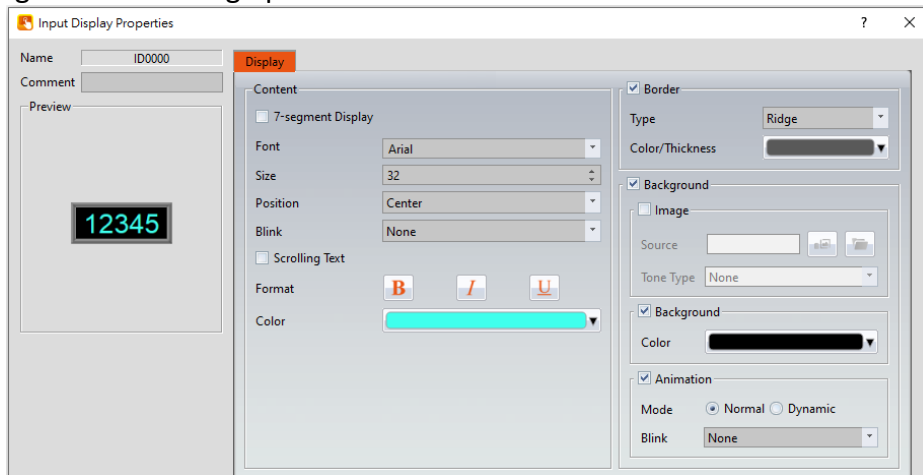 Input Display Properties ? ×
Name ID0000
Comment
Preview
12345
Display
Content
7-segment Display
Font Arial
Size 32
Position Center
Blink None
Scrolling Text
Format B I U
Color
Border
Type Ridge
Color/Thickness
Background
Image
Source
Tone Type None
Background
Color
Animation
Mode Normal Dynamic
Blink None